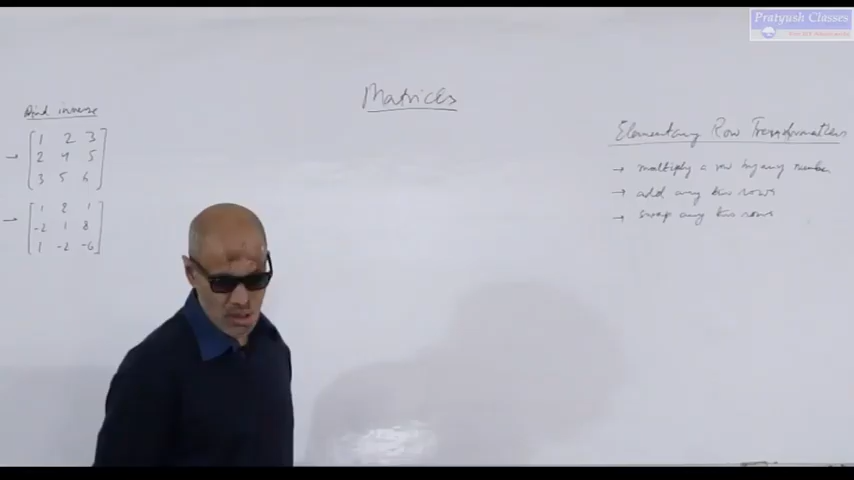 Pratyush Classes
Matrices
Find inverse
1 2 3
→ 2 4 5
3 5 6
1 2 1
→ -2 1 8
1 -2 -6
Elementary Row Transformations
→ multiply a row by any number
→ add any two rows
→ swap any two rows